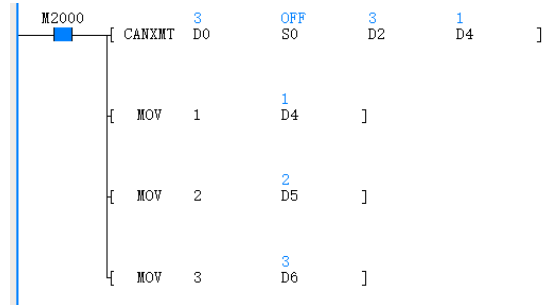 M2000 3 OFF 3 1
[ CANXMT D0 S0 D2 D4 ]
1
[ MOV 1 D4 ]
2
[ MOV 2 D5 ]
3
[ MOV 3 D6 ]